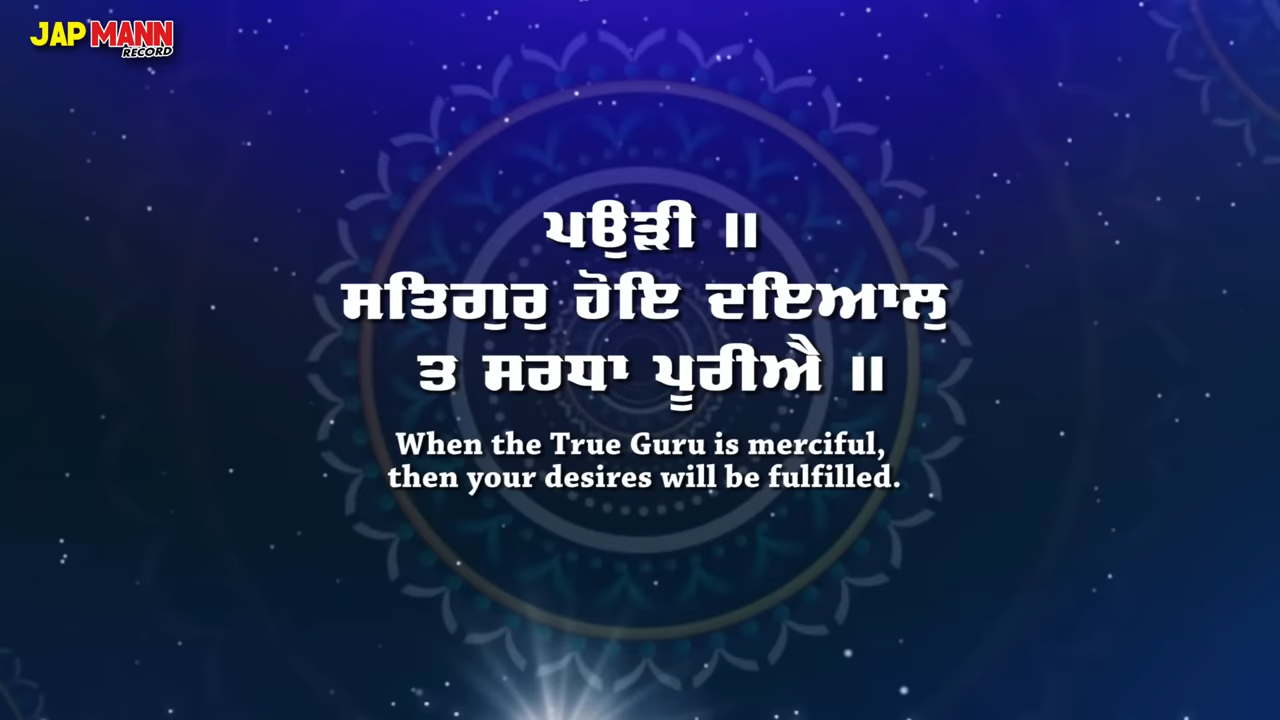 JAP MANN
RECORD
ਪਉੜੀ ॥
ਸਤਿਗੁਰੁ ਹੋਇ ਦਇਆਲੁ
ਤ ਸਰਧਾ ਪੂਰੀਐ ॥
When the True Guru is merciful,
then your desires will be fulfilled.